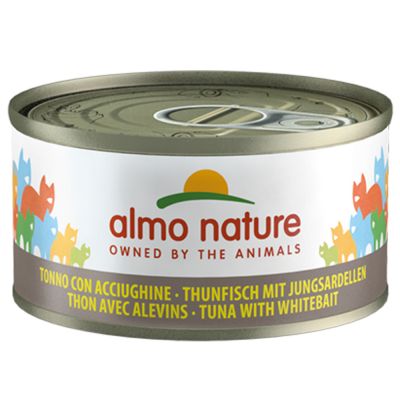 almo nature
OWNED BY THE ANIMALS
TONNO CON ACCIUGHINE · THUNFISCH MIT JUNGSARDELLEN
THON AVEC ALEVINS · TUNA WITH WHITEBAIT